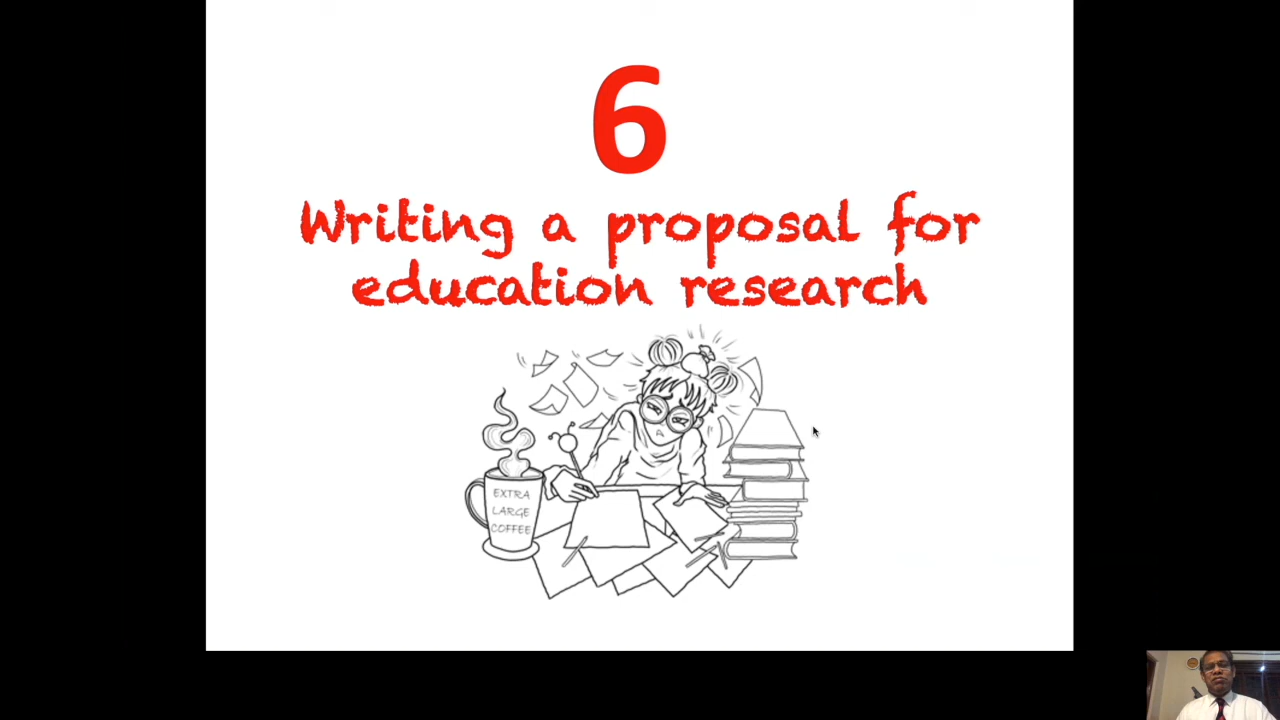 6
Writing a proposal for
education research
EXTRA
LARGE
COFFEE